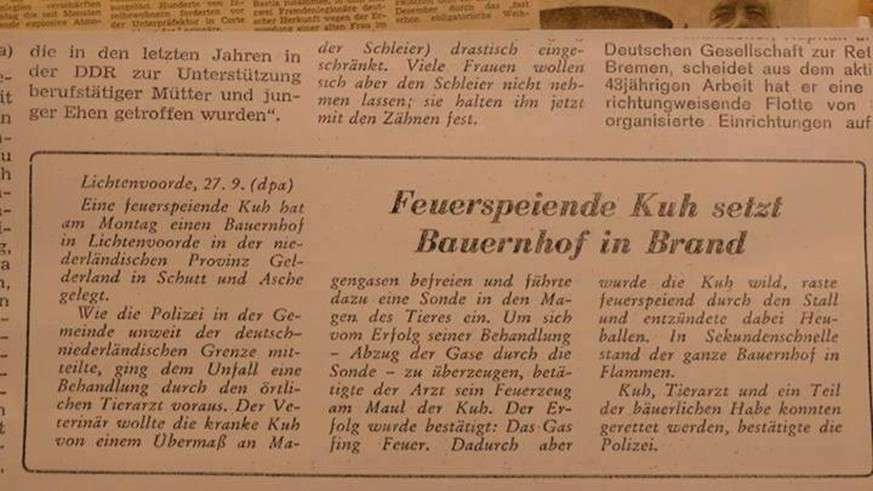 die in den letzten Jahren in
der DDR zur Unterstützung
berufstätiger Mütter und jun-
ger Ehen getroffen wurden“.
der Schleier) drastisch einge-
schränkt. Viele Frauen wollen
sich aber den Schleier nicht neh-
men lassen; sie halten ihn jetzt
mit den Zähnen fest.
Deutschen Gesellschaft zur Ret
Bremen, scheidet aus dem akti
43jährigen Arbeit hat er eine
richtungweisende Flotte von
organisierte Einrichtungen auf
Feuerspeiende Kuh setzt
Bauernhof in Brand
Lichtenvoorde, 27. 9. (dpa)
Eine feuerspeiende Kuh hat
am Montag einen Bauernhof
in Lichtenvoorde in der nie-
derländischen Provinz Gel-
derland in Schutt und Asche
gelegt.
Wie die Polizei in der Ge-
meinde unweit der deutsch-
niederländischen Grenze mit-
teilte, ging dem Unfall eine
Behandlung durch den örtli-
chen Tierarzt voraus. Der Ve-
terinär wollte die kranke Kuh
von einem Übermaß an Ma-
gengasen befreien und führte
dazu eine Sonde in den Ma-
gen des Tieres ein. Um sich
vom Erfolg seiner Behandlung
– Abzug der Gase durch die
Sonde – zu überzeugen, betä-
tigte der Arzt sein Feuerzeug
am Maul der Kuh. Der Er-
folg wurde bestätigt: Das Gas
fing Feuer. Dadurch aber
wurde die Kuh wild, raste
feuerspeiend durch den Stall
und entzündete dabei Heu-
ballen. In Sekundenschnelle
stand der ganze Bauernhof in
Flammen.
Kuh, Tierarzt und ein Teil
der bäuerlichen Habe konnten
gerettet werden, bestätigte die
Polizei.